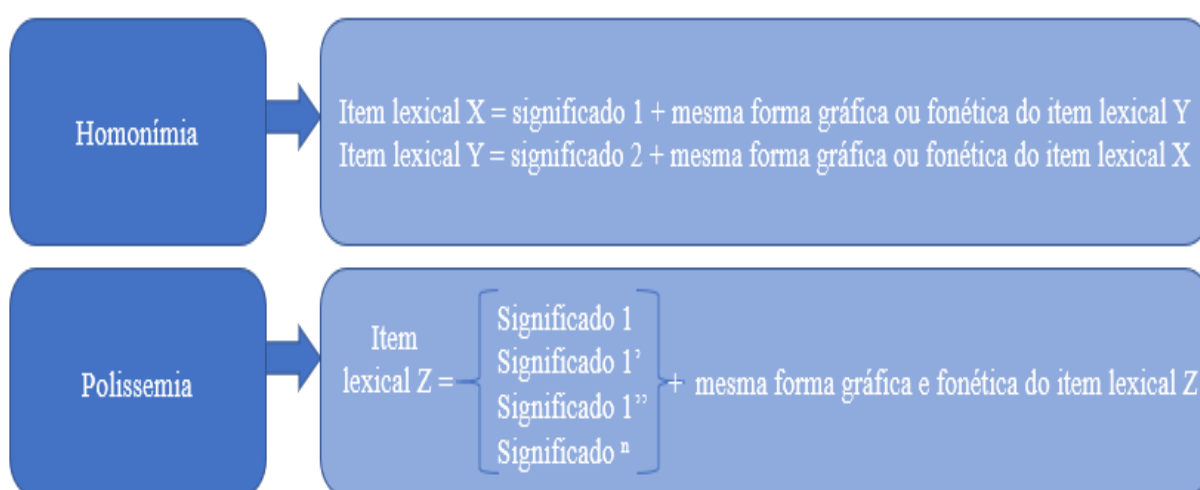 Homonímia
Item lexical X = significado 1 + mesma forma gráfica ou fonética do item lexical Y
Item lexical Y = significado 2 + mesma forma gráfica ou fonética do item lexical X
Polissemia
Item
lexical Z =
Significado 1
Significado 1’
Significado 1’’
Significado ⁿ
+ mesma forma gráfica e fonética do item lexical Z